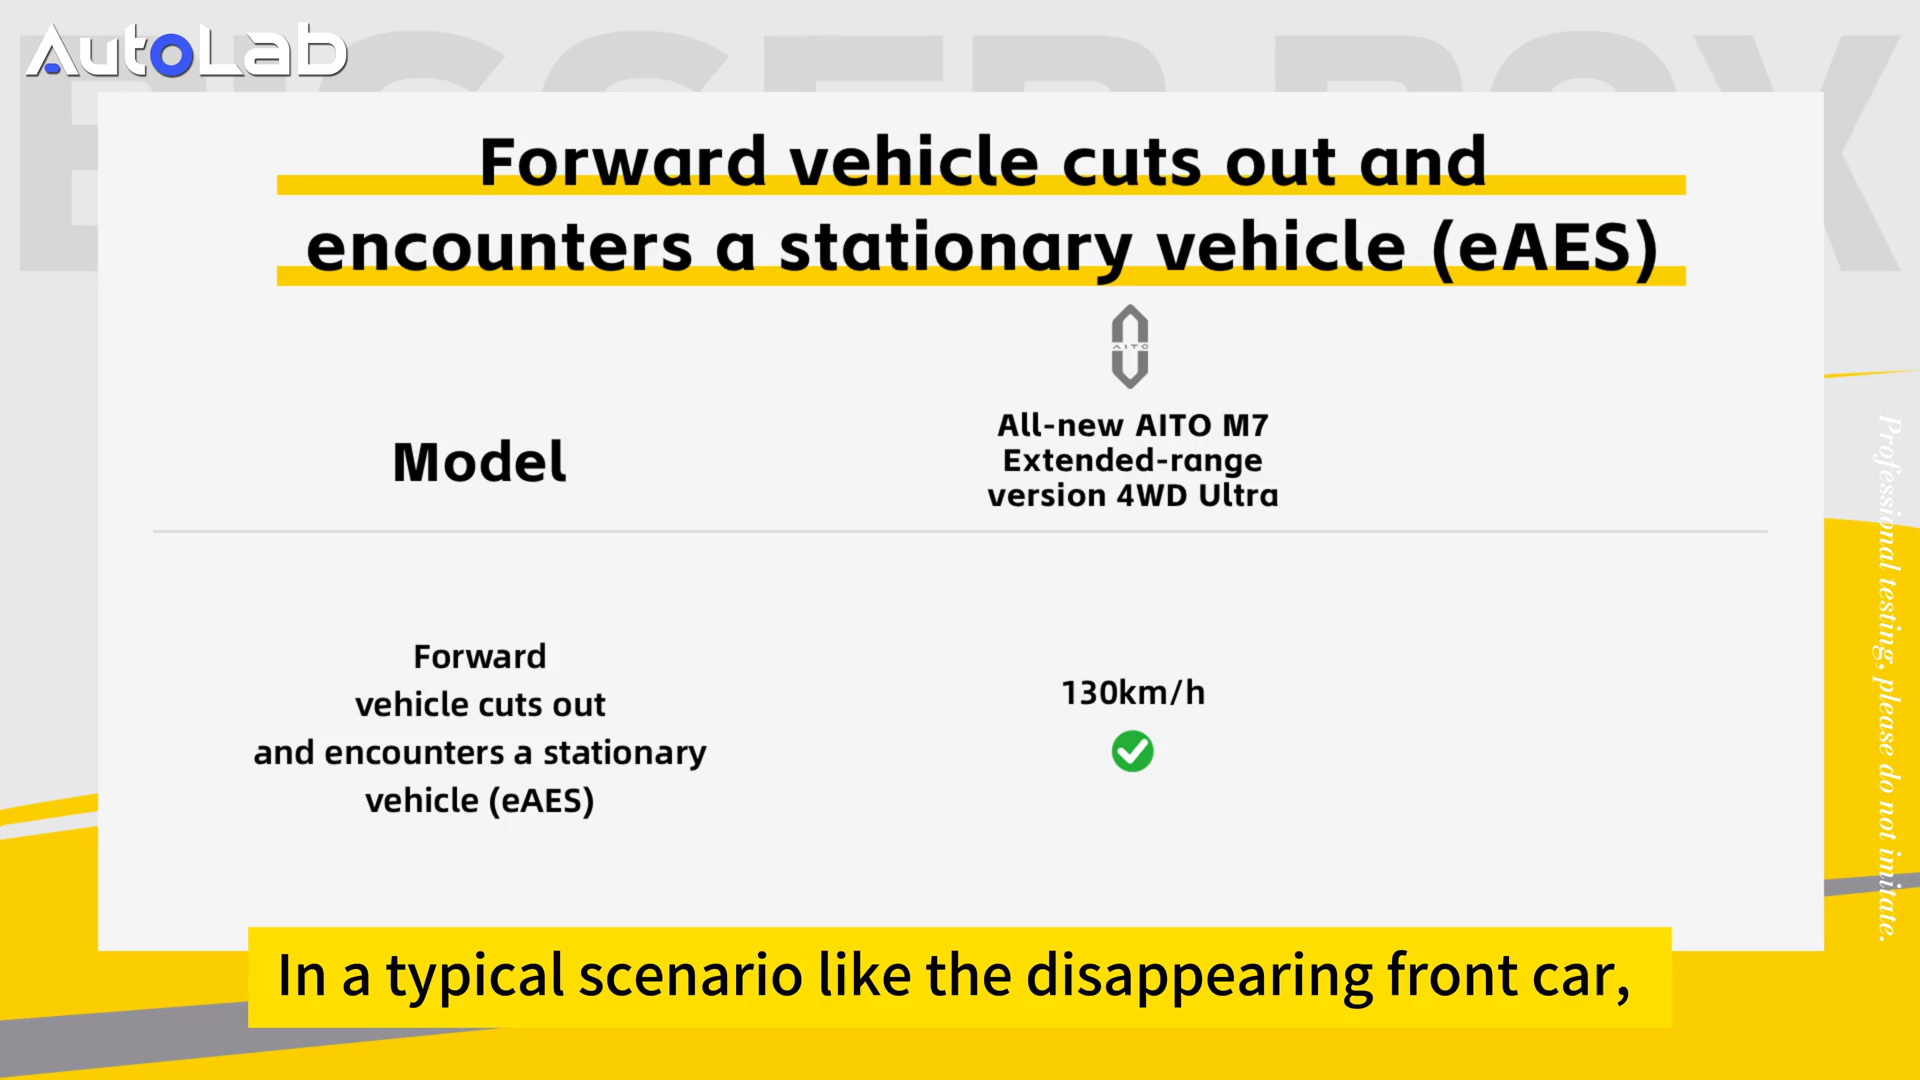 AutoLab
Forward vehicle cuts out and
encounters a stationary vehicle (eAES)
AITO
All-new AITO M7
Extended-range
version 4WD Ultra
Model
Forward
vehicle cuts out
and encounters a stationary
vehicle (eAES)
130km/h
Professional testing, please do not imitate.
In a typical scenario like the disappearing front car,